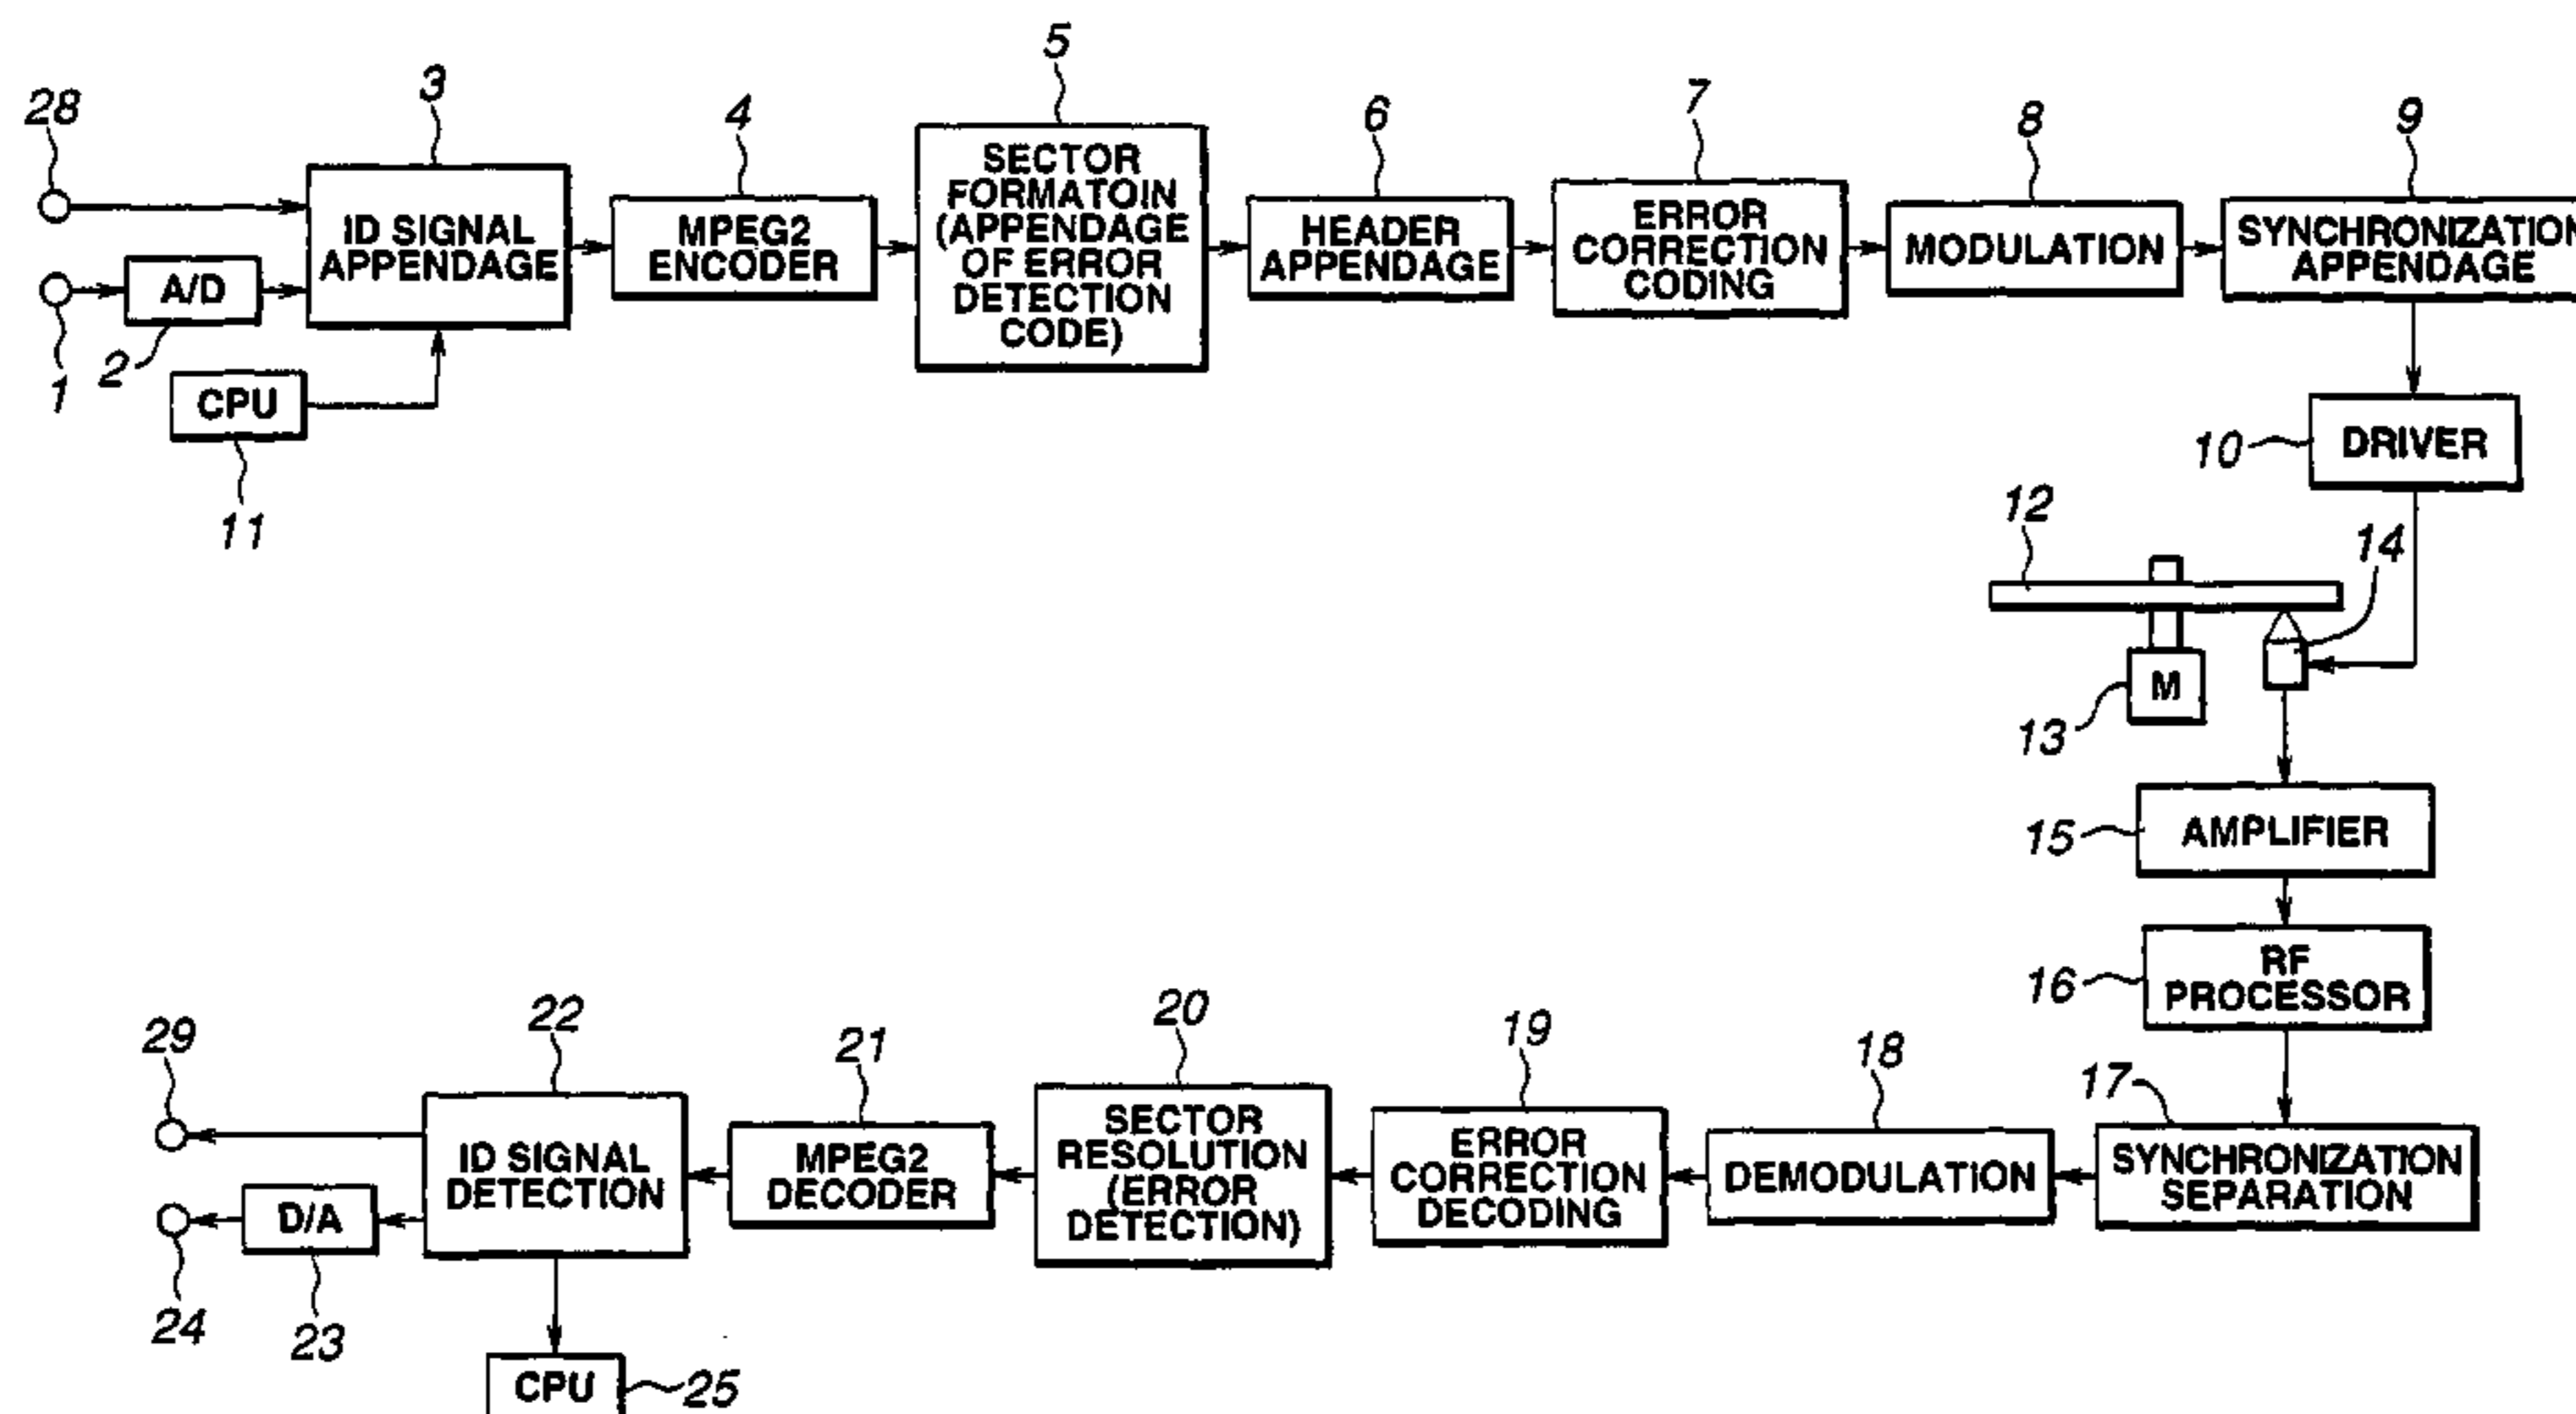 28
3
4
5
6
7
8
9
ID SIGNAL
APPENDAGE
MPEG2
ENCODER
SECTOR
FORMATOIN
(APPENDAGE
OF ERROR
DETECTION
CODE)
HEADER
APPENDAGE
ERROR
CORRECTION
CODING
MODULATION
SYNCHRONIZATION
APPENDAGE
A/D
1
2
CPU
11
10
DRIVER
12
14
M
13
15
AMPLIFIER
16
RF
PROCESSOR
17
SYNCHRONIZATION
SEPARATION
18
DEMODULATION
19
ERROR
CORRECTION
DECODING
20
SECTOR
RESOLUTION
(ERROR
DETECTION)
21
MPEG2
DECODER
22
ID SIGNAL
DETECTION
29
D/A
24
23
CPU
25